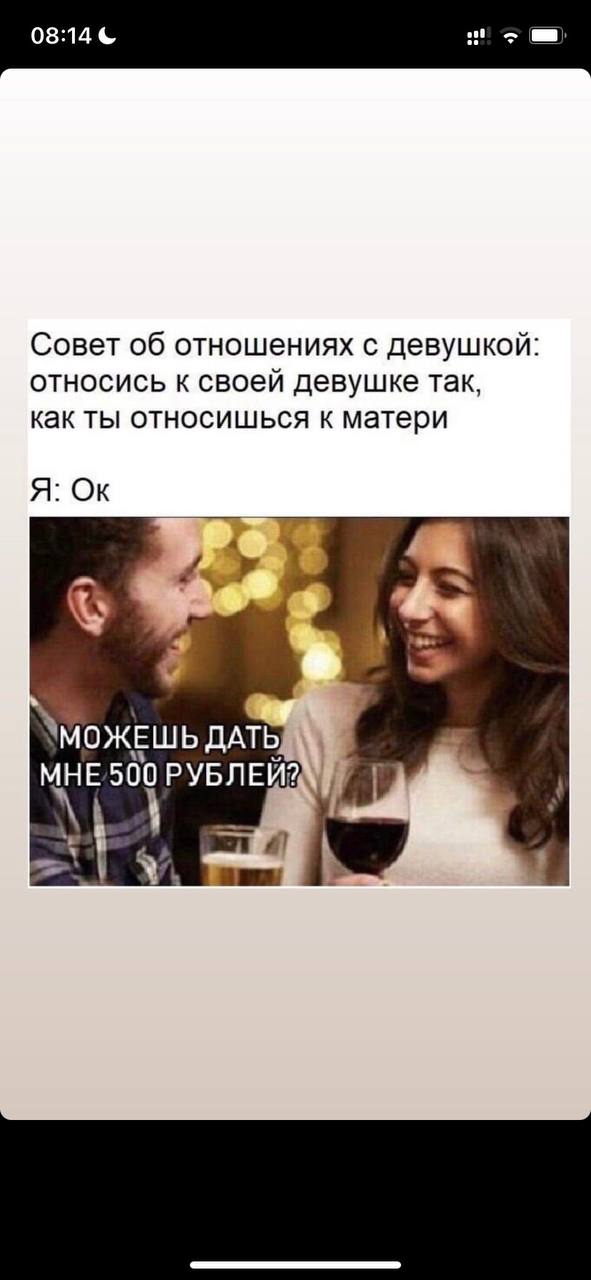 08:14
Совет об отношениях с девушкой:
относись к своей девушке так,
как ты относишься к матери
Я: Ок
МОЖЕШЬ ДАТЬ
МНЕ 500 РУБЛЕЙ?